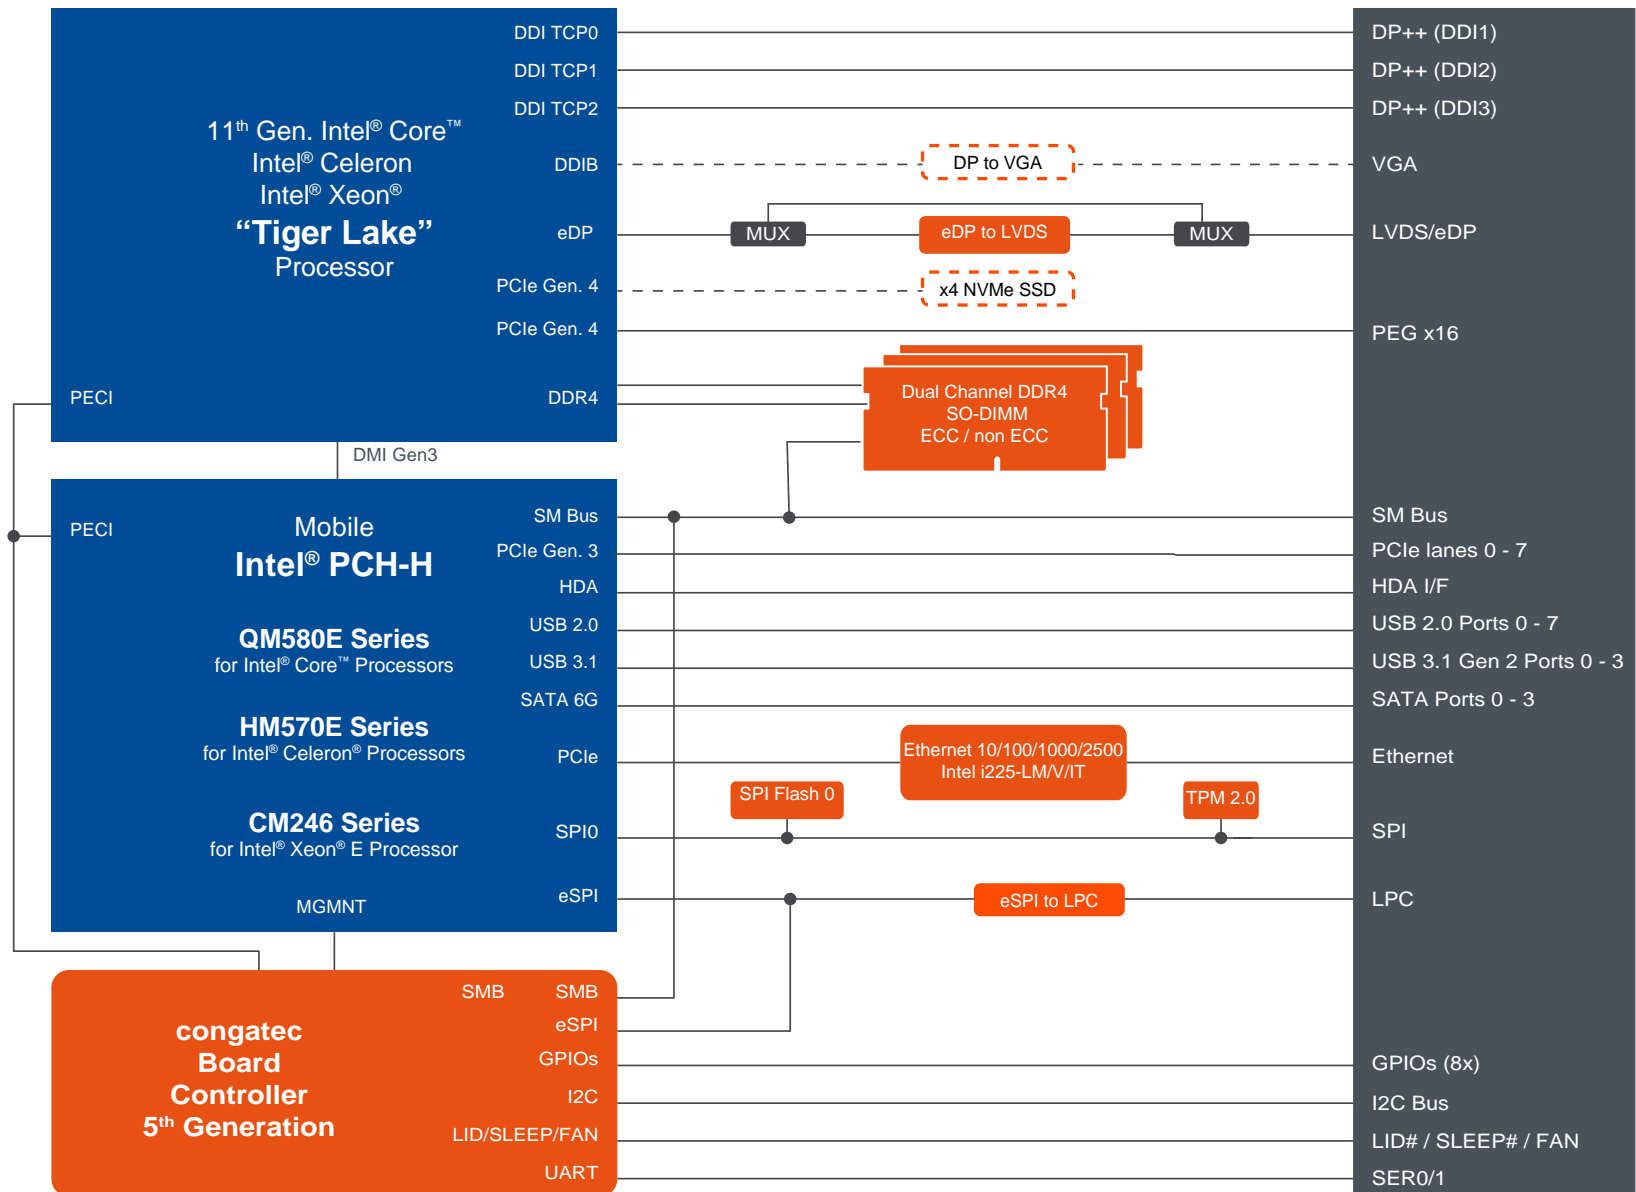 11th Gen. Intel® Core™
Intel® Celeron
Intel® Xeon®
“Tiger Lake”
Processor
DDI TCP0
DDI TCP1
DDI TCP2
DDIB
eDP
PCIe Gen. 4
PCIe Gen. 4
DDR4
PECI
DP to VGA
MUX
eDP to LVDS
MUX
x4 NVMe SSD
Dual Channel DDR4
SO-DIMM
ECC / non ECC
DP++ (DDI1)
DP++ (DDI2)
DP++ (DDI3)
VGA
LVDS/eDP
PEG x16
DMI Gen3
PECI
Mobile
Intel® PCH-H
QM580E Series
for Intel® Core™ Processors
HM570E Series
for Intel® Celeron® Processors
CM246 Series
for Intel® Xeon® E Processor
MGMNT
SM Bus
PCIe Gen. 3
HDA
USB 2.0
USB 3.1
SATA 6G
PCIe
SPI0
eSPI
Ethernet 10/100/1000/2500
Intel i225-LM/V/IT
SPI Flash 0
TPM 2.0
eSPI to LPC
SM Bus
PCIe lanes 0 - 7
HDA I/F
USB 2.0 Ports 0 - 7
USB 3.1 Gen 2 Ports 0 - 3
SATA Ports 0 - 3
Ethernet
SPI
LPC
congatec
Board
Controller
5th Generation
SMB SMB
eSPI
GPIOs
I2C
LID/SLEEP/FAN
UART
GPIOs (8x)
I2C Bus
LID# / SLEEP# / FAN
SER0/1